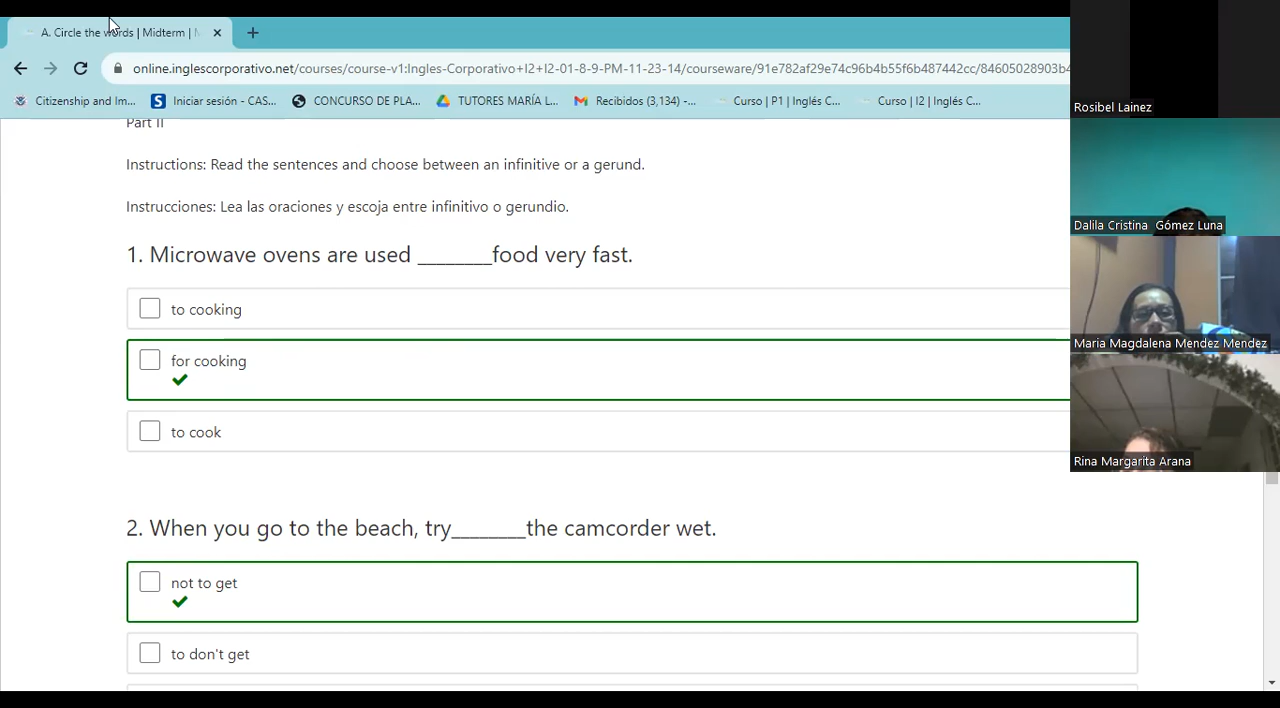 A. Circle the words | Midterm |
online.inglescorporativo.net/courses/course-v1:Ingles-Corporativo+I2+I2-01-8-9-PM-11-23-14/courseware/91e782af29e74c96b4b55f6b487442cc/84605028903b4
Citizenship and Im... Iniciar sesión - CAS... CONCURSO DE PLA... TUTORES MARÍA L... Recibidos (3,134) -... Curso | P1 | Inglés C... Curso | I2 | Inglés C...
Rosibel Lainez
Part II
Instructions: Read the sentences and choose between an infinitive or a gerund.
Instrucciones: Lea las oraciones y escoja entre infinitivo o gerundio.
Dalila Cristina Gómez Luna
1. Microwave ovens are used ________food very fast.
to cooking
for cooking
to cook
Maria Magdalena Mendez Mendez
Rina Margarita Arana
2. When you go to the beach, try________the camcorder wet.
not to get
to don't get